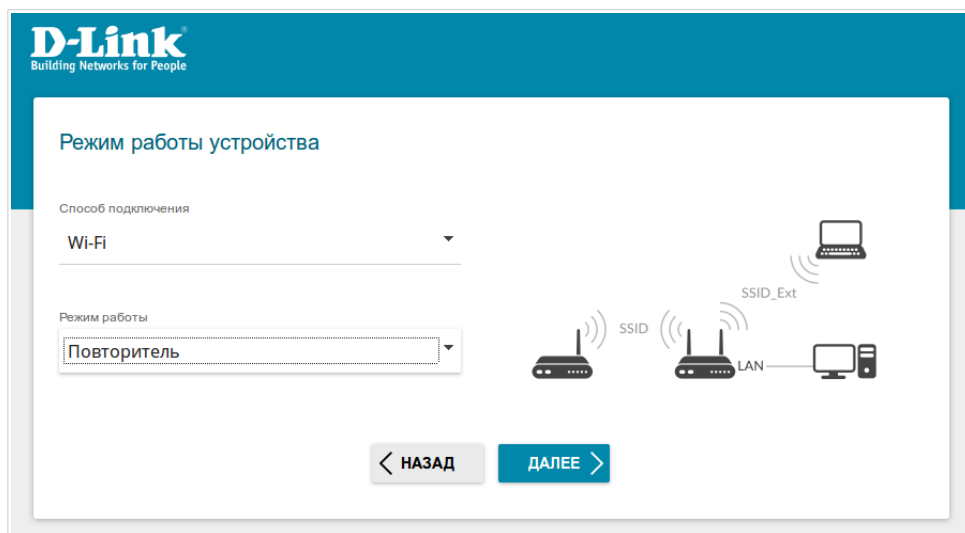 D-Link
Building Networks for People
Режим работы устройства
Способ подключения
Wi-Fi
Режим работы
Повторитель
SSID
SSID_Ext
LAN
НАЗАД
ДАЛЕЕ